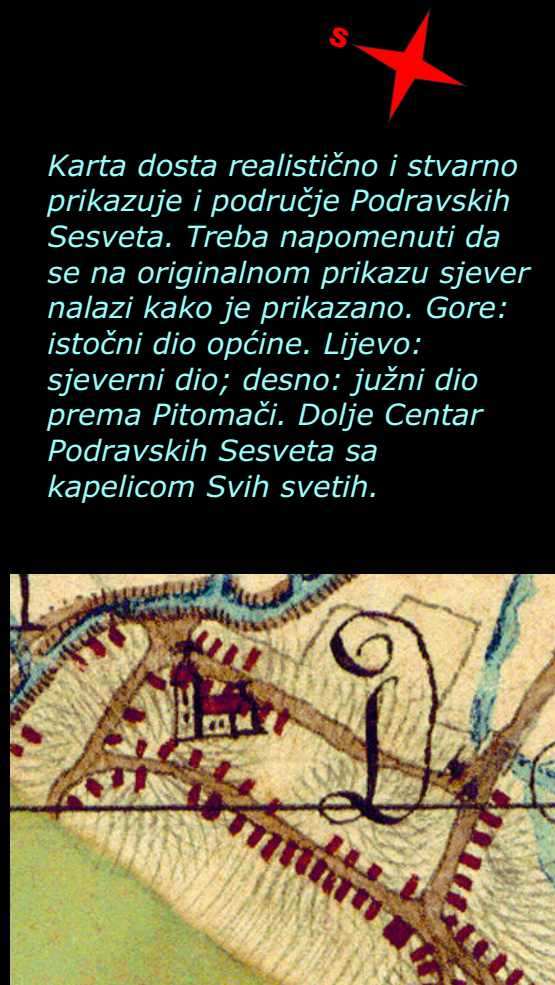 S
Karta dosta realistično i stvarno
prikazuje i područje Podravskih
Sesveta. Treba napomenuti da
se na originalnom prikazu sjever
nalazi kako je prikazano. Gore:
istočni dio općine. Lijevo:
sjeverni dio; desno: južni dio
prema Pitomači. Dolje Centar
Podravskih Sesveta sa
kapelicom Svih svetih.